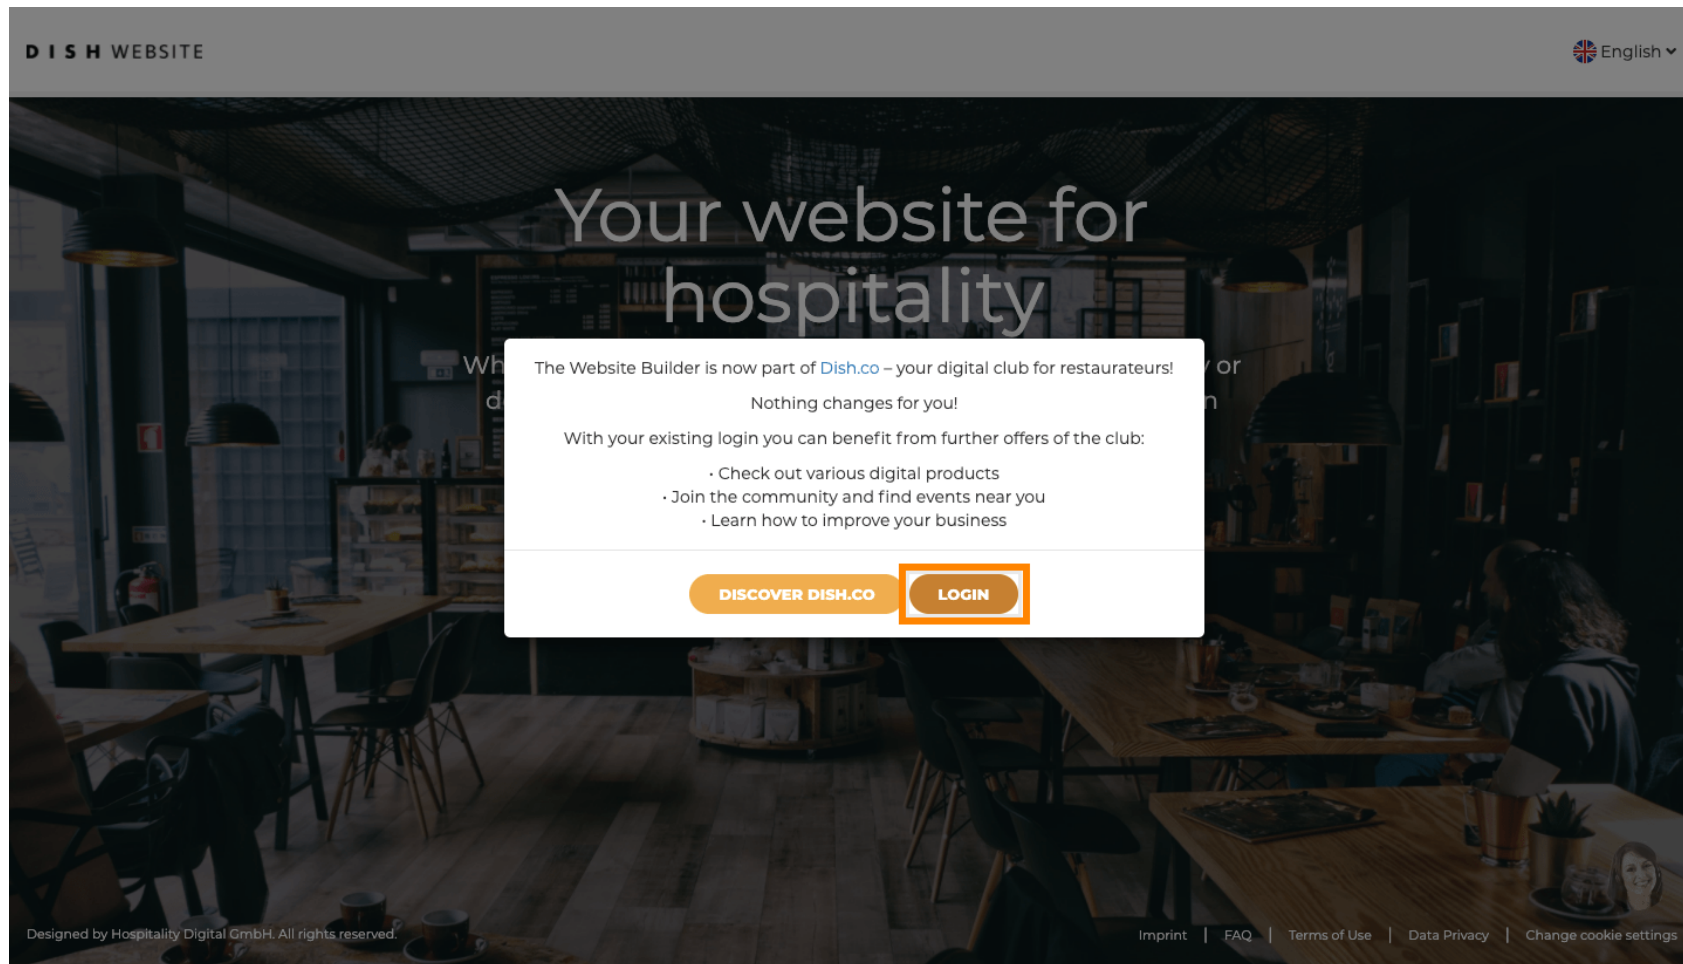 DISH WEBSITE
English
Your website for
hospitality
Wh
or
d
n
The Website Builder is now part of Dish.co – your digital club for restaurateurs!
Nothing changes for you!
With your existing login you can benefit from further offers of the club:
• Check out various digital products
• Join the community and find events near you
• Learn how to improve your business
DISCOVER DISH.CO
LOGIN
Designed by Hospitality Digital GmbH. All rights reserved.
Imprint | FAQ | Terms of Use | Data Privacy | Change cookie settings